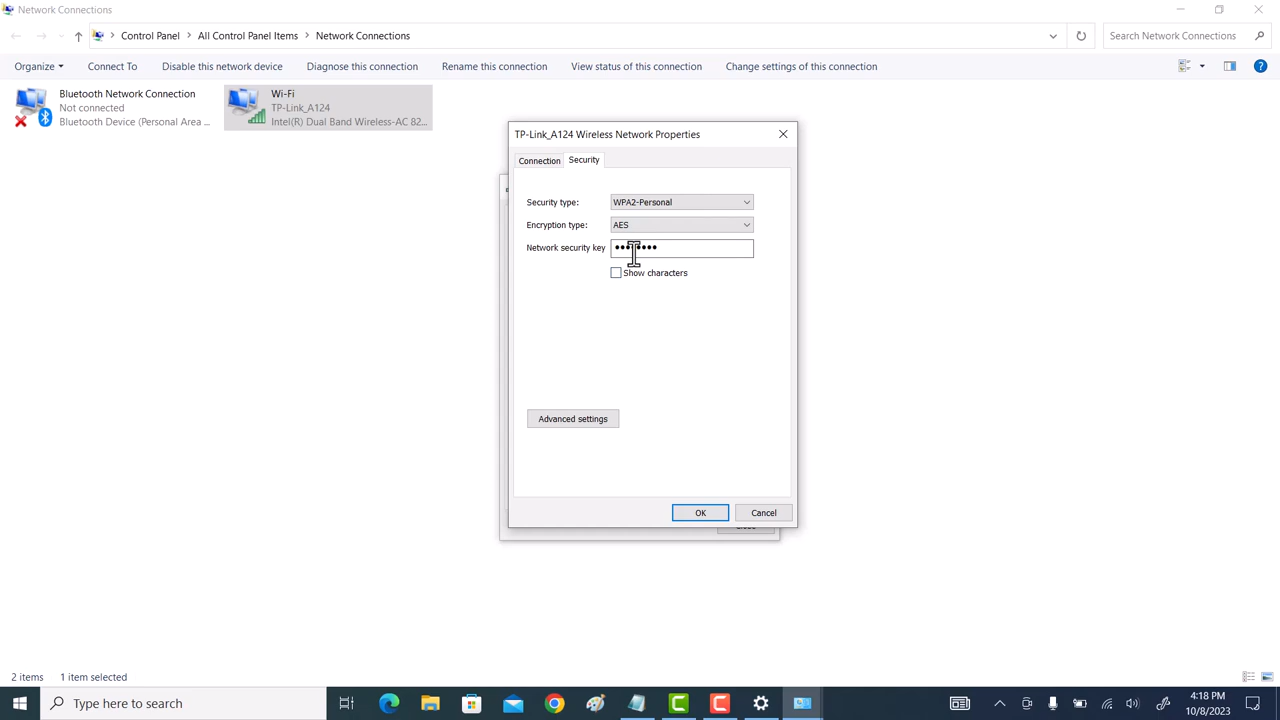 Network Connections
Control Panel
All Control Panel Items
Network Connections
Search Network Connections
Organize
Connect To
Disable this network device
Diagnose this connection
Rename this connection
View status of this connection
Change settings of this connection
Bluetooth Network Connection
Not connected
Bluetooth Device (Personal Area ...
Wi-Fi
TP-Link_A124
Intel(R) Dual Band Wireless-AC 82...
TP-Link_A124 Wireless Network Properties
Connection
Security
Security type:
WPA2-Personal
Encryption type:
AES
Network security key
Show characters
Advanced settings
OK
Cancel
2 items
1 item selected
Type here to search
4:18 PM
10/8/2023